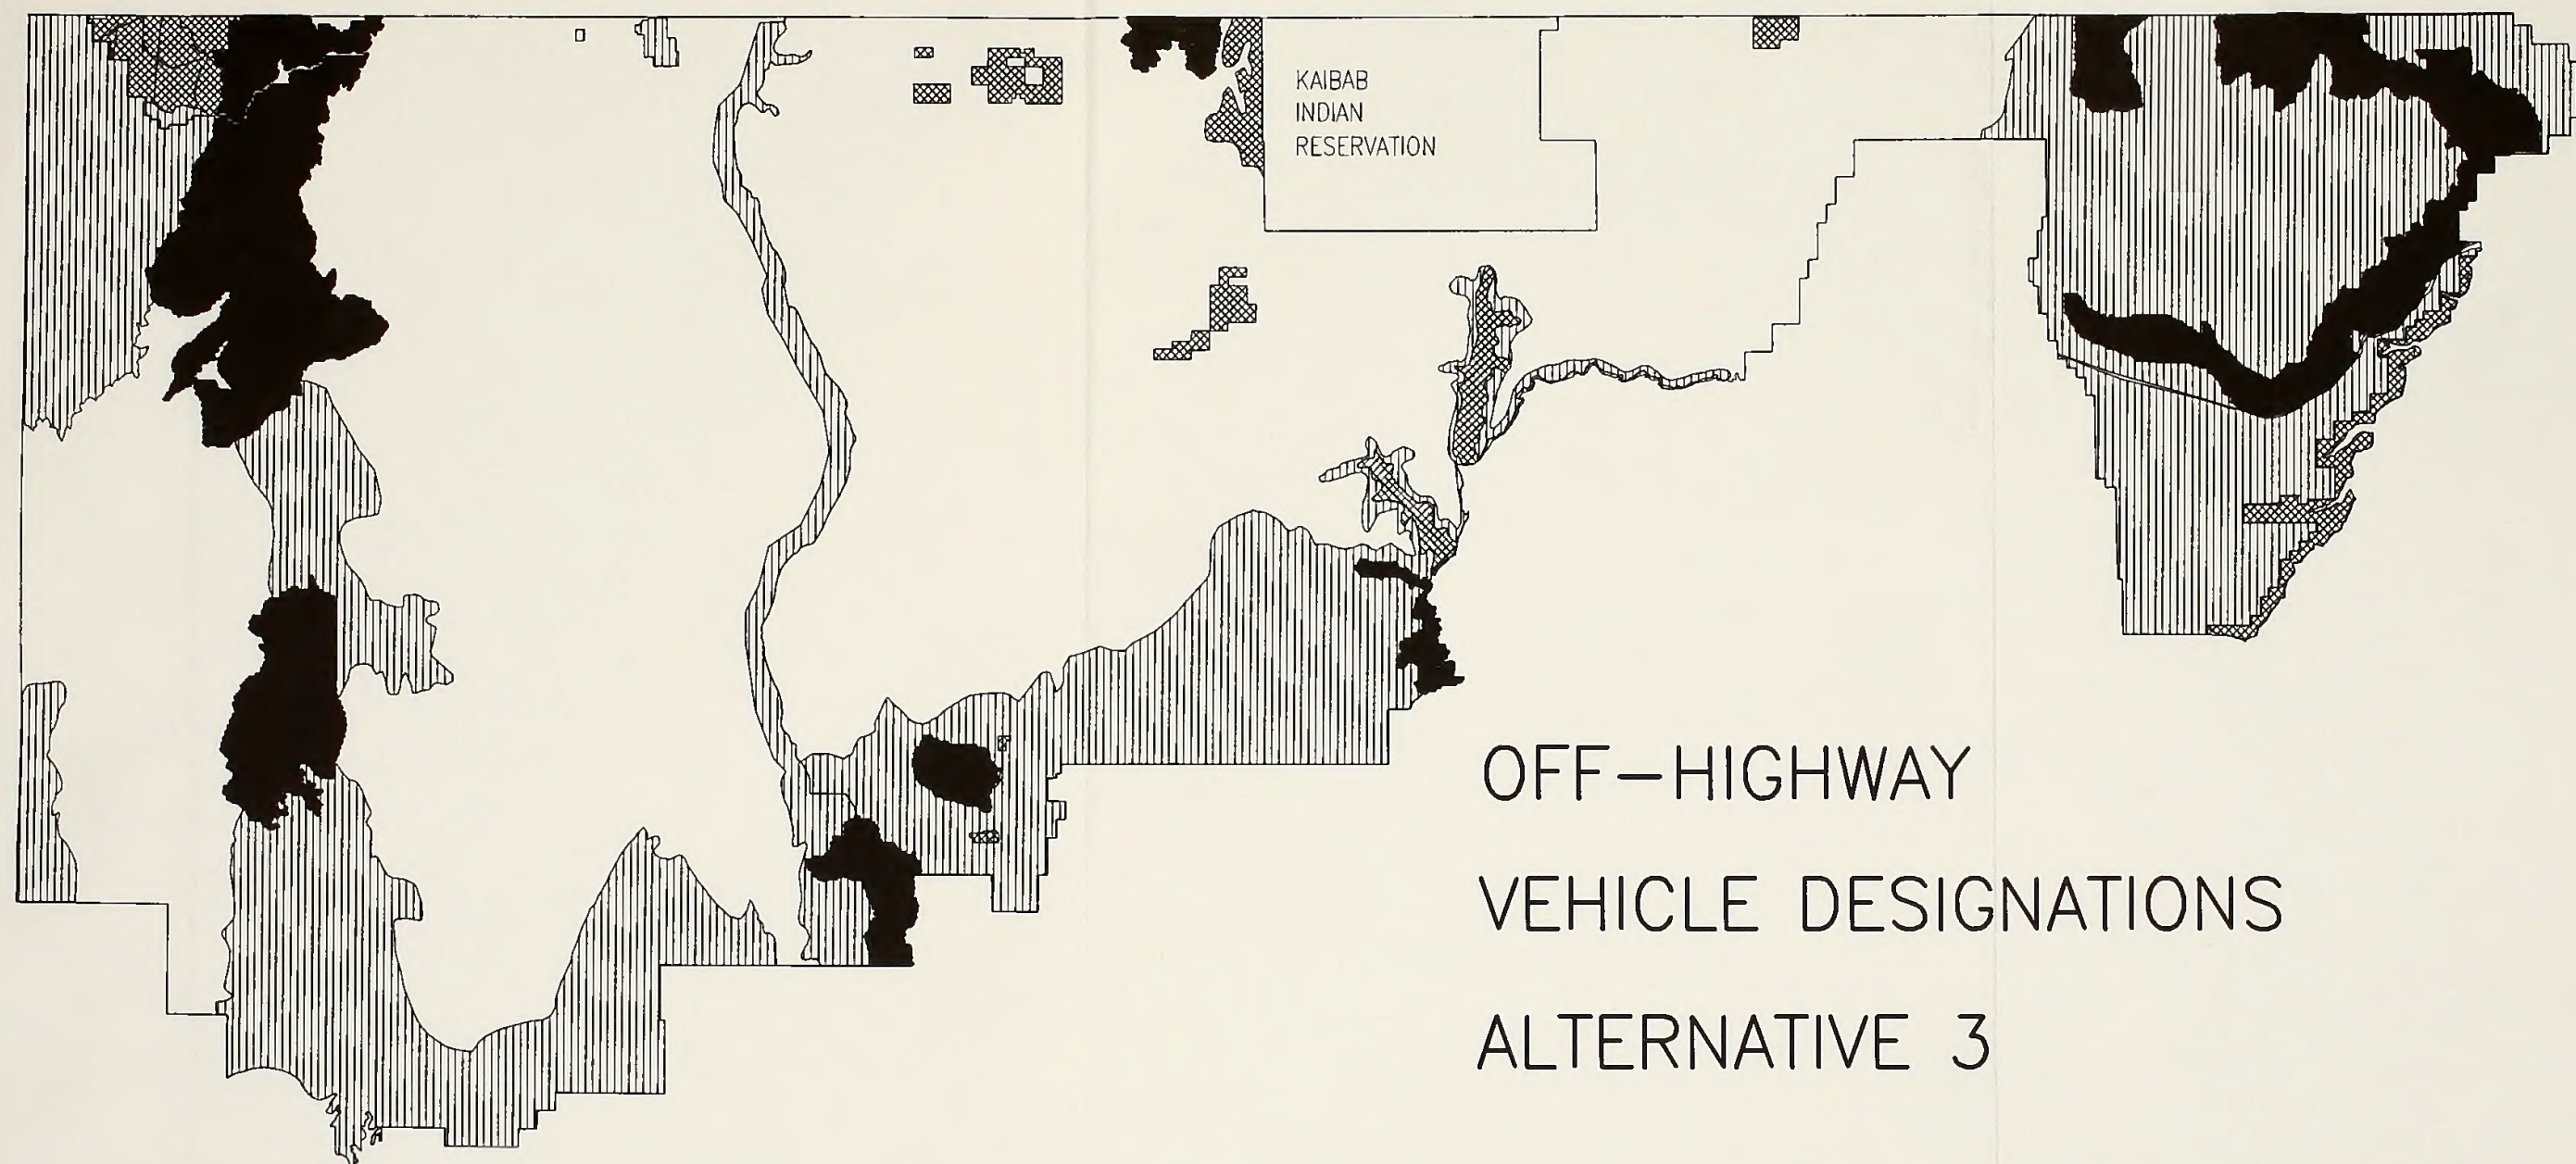 KAIBAB
INDIAN
RESERVATION
OFF-HIGHWAY
VEHICLE DESIGNATIONS
ALTERNATIVE 3